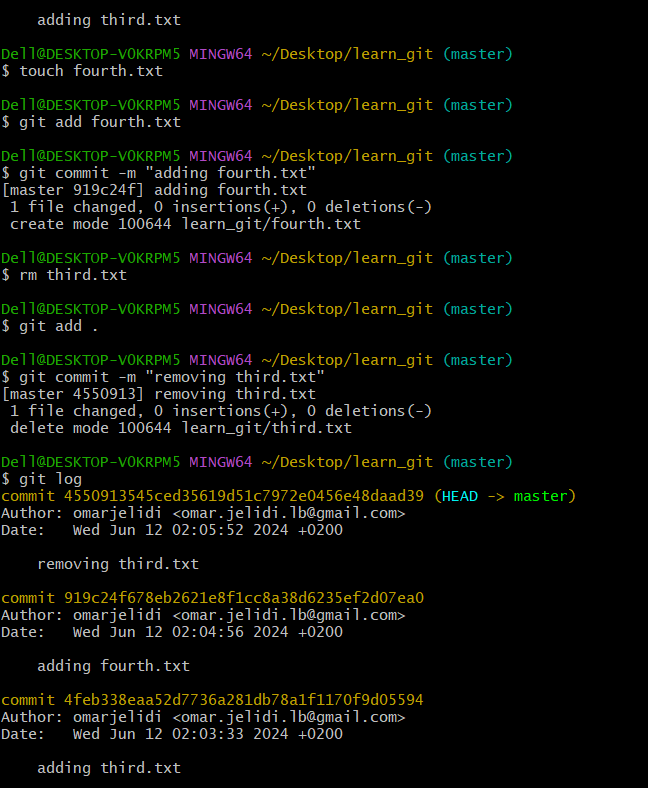 adding third.txt

Dell@DESKTOP-V0KRPM5 MINGW64 ~/Desktop/learn_git (master)
$ touch fourth.txt

Dell@DESKTOP-V0KRPM5 MINGW64 ~/Desktop/learn_git (master)
$ git add fourth.txt

Dell@DESKTOP-V0KRPM5 MINGW64 ~/Desktop/learn_git (master)
$ git commit -m "adding fourth.txt"
[master 919c24f] adding fourth.txt
 1 file changed, 0 insertions(+), 0 deletions(-)
 create mode 100644 learn_git/fourth.txt

Dell@DESKTOP-V0KRPM5 MINGW64 ~/Desktop/learn_git (master)
$ rm third.txt

Dell@DESKTOP-V0KRPM5 MINGW64 ~/Desktop/learn_git (master)
$ git add .

Dell@DESKTOP-V0KRPM5 MINGW64 ~/Desktop/learn_git (master)
$ git commit -m "removing third.txt"
[master 4550913] removing third.txt
 1 file changed, 0 insertions(+), 0 deletions(-)
 delete mode 100644 learn_git/third.txt

Dell@DESKTOP-V0KRPM5 MINGW64 ~/Desktop/learn_git (master)
$ git log
commit 4550913545ced35619d51c7972e0456e48daad39 (HEAD -> master)
Author: omarjelidi <omar.jelidi.lb@gmail.com>
Date:   Wed Jun 12 02:05:52 2024 +0200

    removing third.txt

commit 919c24f678eb2621e8f1cc8a38d6235ef2d07ea0
Author: omarjelidi <omar.jelidi.lb@gmail.com>
Date:   Wed Jun 12 02:04:56 2024 +0200

    adding fourth.txt

commit 4feb338eaa52d7736a281db78a1f1170f9d05594
Author: omarjelidi <omar.jelidi.lb@gmail.com>
Date:   Wed Jun 12 02:03:33 2024 +0200

    adding third.txt